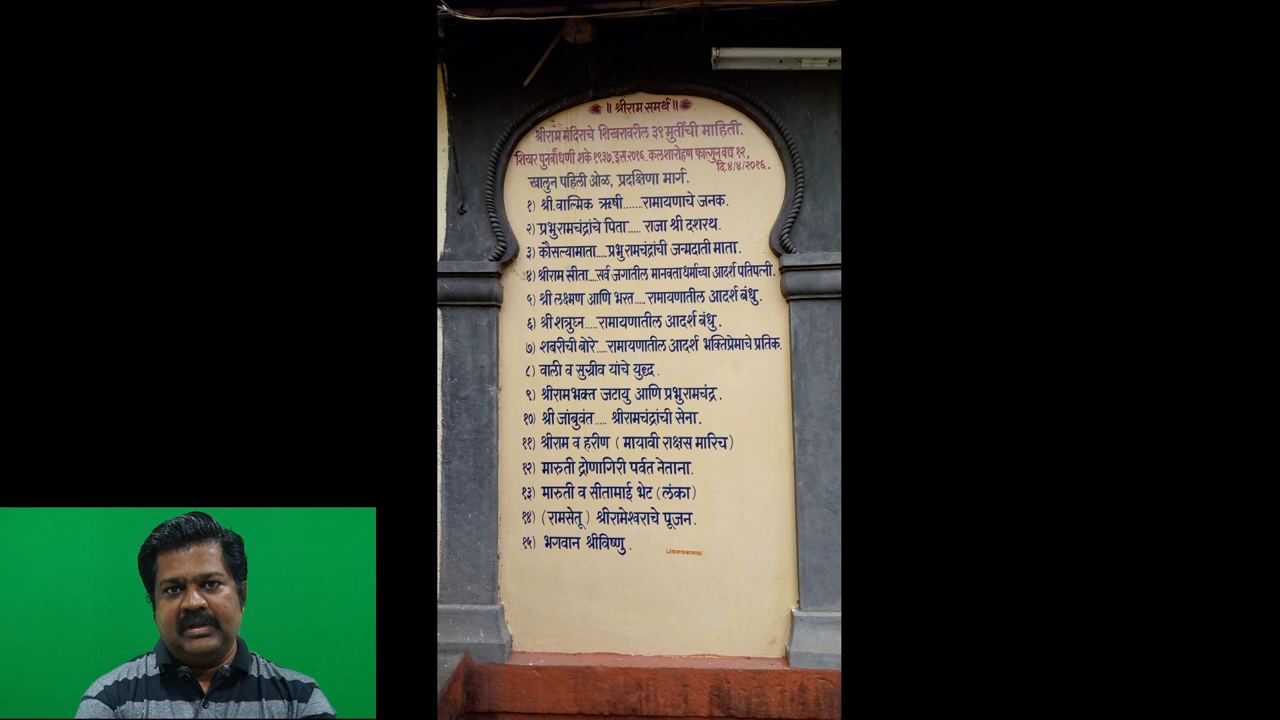 ॥ श्रीराम समर्थ ॥
श्रीराम मंदिराचे शिखरावरील ३९ मुर्तींची माहिती.
शिखर पुनर्बांधणी शके १९३७, इस २०१६. कलशारोहण फाल्गुन वद्य १२,
दि. ४/४/२०१६.
खालुन पहिली ओळ, प्रदक्षिणा मार्ग.
१) श्री. वाल्मिक ऋषी.......रामायणाचे जनक.
२) प्रभु रामचंद्रांचे पिता..... राजा श्री दशरथ.
३) कौसल्यामाता.....प्रभु रामचंद्रांची जन्मदाती माता.
४) श्रीराम सीता....सर्व जगातील मानवता धर्माच्या आदर्श पतिपत्नी.
५) श्री लक्ष्मण आणि भरत..... रामायणातील आदर्श बंधु.
६) श्री शत्रुघ्न.....रामायणातील आदर्श बंधु.
७) शबरीची बोरे.....रामायणातील आदर्श भक्तिप्रेमाचे प्रतिक.
८) वाली व सुग्रीव यांचे युद्ध.
९) श्रीरामभक्त जटायु आणि प्रभु रामचंद्र.
१०) श्री जांबुवंत..... श्रीरामचंद्रांची सेना.
११) श्रीराम व हरीण (मायावी राक्षस मारिच)
१२) मारुती द्रोणागिरी पर्वत नेताना.
१३) मारुती व सीतामाई भेट (लंका)
१४) (रामसेतू) श्रीरामेश्वराचे पूजन.
१५) भगवान श्रीविष्णु.